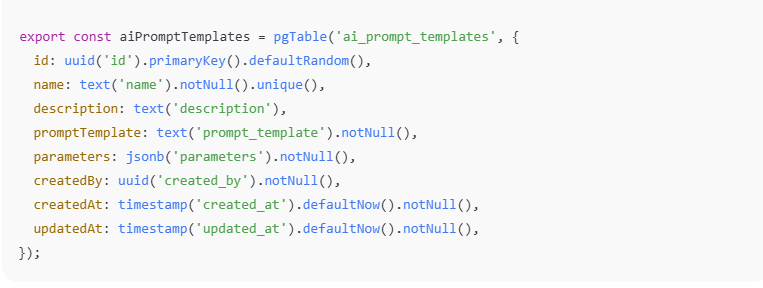 export const aiPromptTemplates = pgTable('ai_prompt_templates', {
  id: uuid('id').primaryKey().defaultRandom(),
  name: text('name').notNull().unique(),
  description: text('description'),
  promptTemplate: text('prompt_template').notNull(),
  parameters: jsonb('parameters').notNull(),
  createdBy: uuid('created_by').notNull(),
  createdAt: timestamp('created_at').defaultNow().notNull(),
  updatedAt: timestamp('updated_at').defaultNow().notNull(),
});